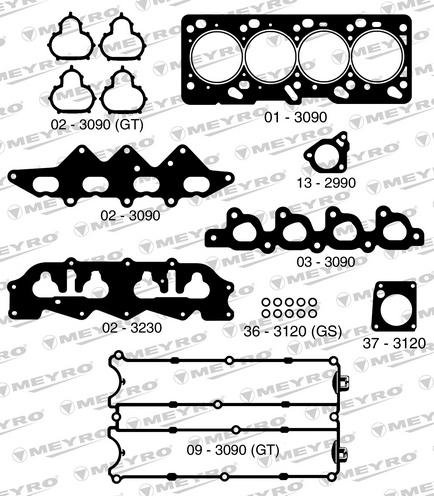 MEYRO
02 - 3090 (GT)
01 - 3090
13 - 2990
02 - 3090
03 - 3090
02 - 3230
36 - 3120 (GS)
37 - 3120
09 - 3090 (GT)